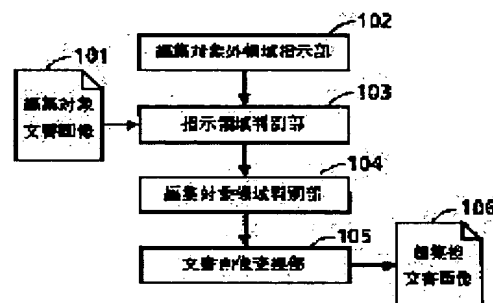 102
編集対象外領域指示部
101
編集対象
文書画像
103
指示領域判別部
104
編集対象領域判別部
105
文書画像変換部
106
編集後
文書画像